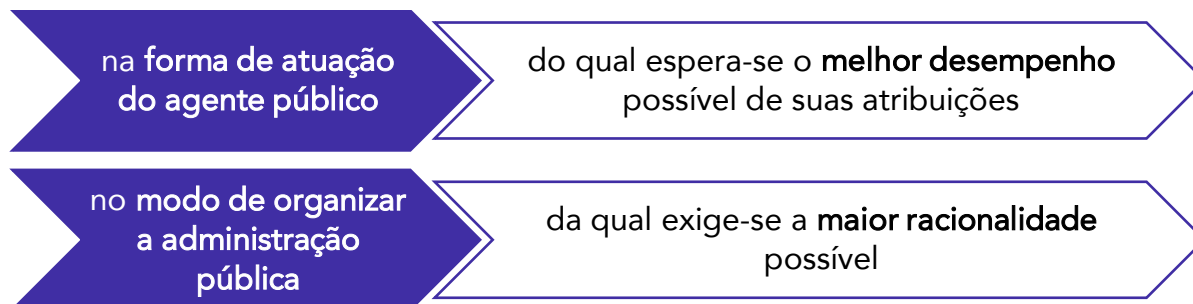 na forma de atuação
do agente público
do qual espera-se o melhor desempenho
possível de suas atribuições
no modo de organizar
a administração
pública
da qual exige-se a maior racionalidade
possível